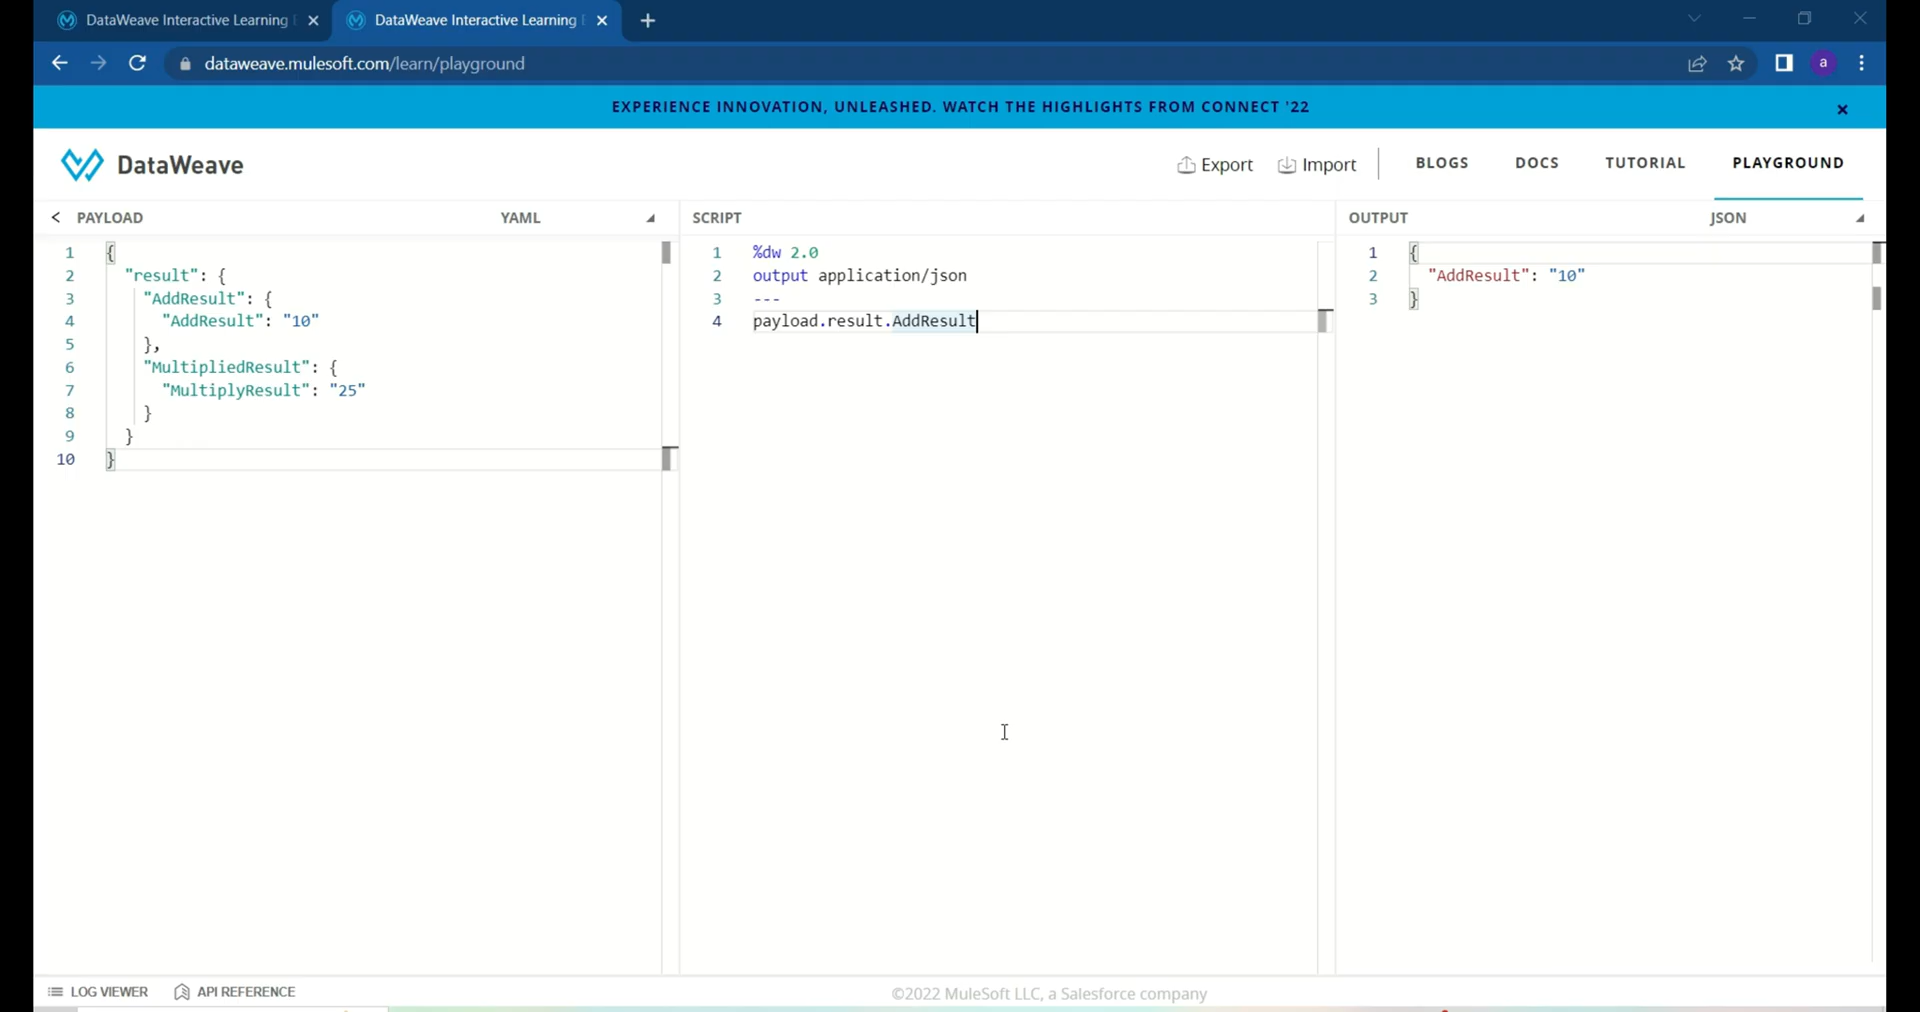 DataWeave Interactive Learning E
DataWeave Interactive Learning
dataweave.mulesoft.com/learn/playground
a
EXPERIENCE INNOVATION, UNLEASHED. WATCH THE HIGHLIGHTS FROM CONNECT '22
DataWeave
Export
Import
BLOGS
DOCS
TUTORIAL
PLAYGROUND
< PAYLOAD
YAML
1 {
2 "result": {
3 "AddResult": {
4 "AddResult": "10"
5 },
6 "MultipliedResult": {
7 "MultiplyResult": "25"
8 }
9 }
10 }
SCRIPT
1 %dw 2.0
2 output application/json
3 ---
4 payload.result.AddResult
OUTPUT
JSON
1 {
2 "AddResult": "10"
3 }
LOG VIEWER
API REFERENCE
©2022 MuleSoft LLC, a Salesforce company